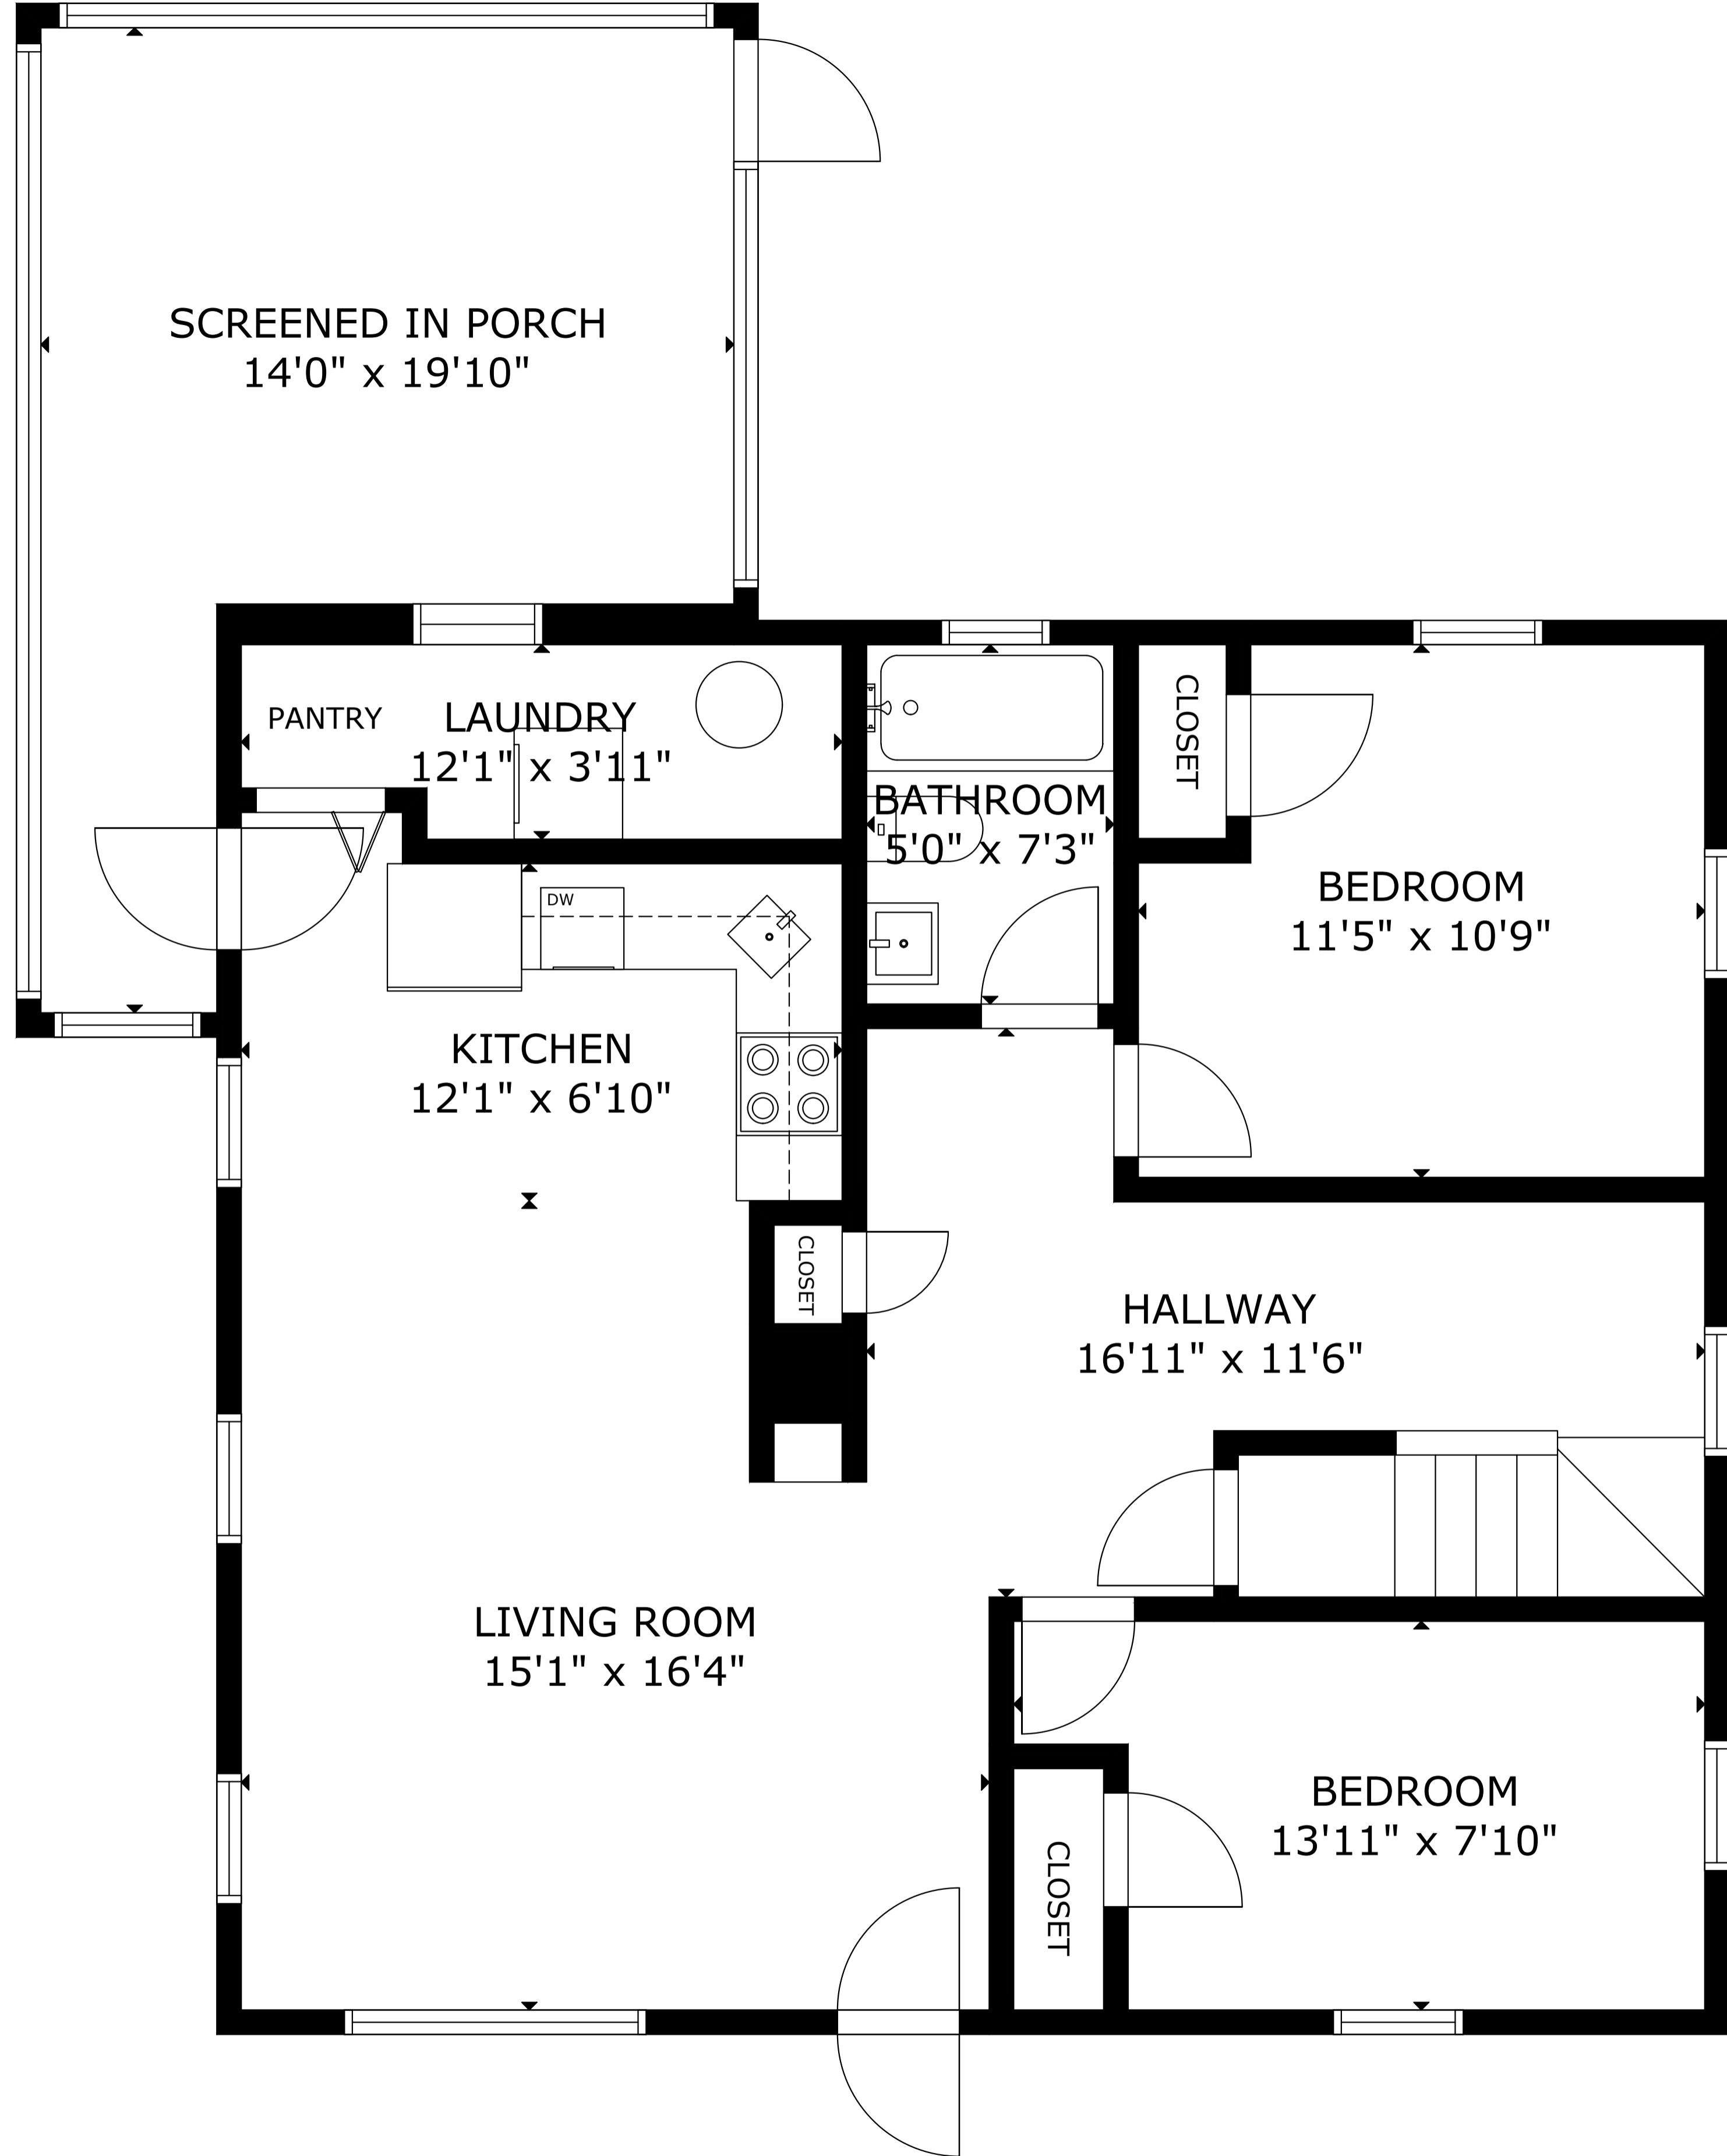 SCREENED IN PORCH
14'0" x 19'10"
PANTRY
LAUNDRY
12'1" x 3'11"
CLOSET
BATHROOM
5'0" x 7'3"
BEDROOM
11'5" x 10'9"
DW
KITCHEN
12'1" x 6'10"
CLOSET
HALLWAY
16'11" x 11'6"
LIVING ROOM
15'1" x 16'4"
BEDROOM
13'11" x 7'10"
CLOSET